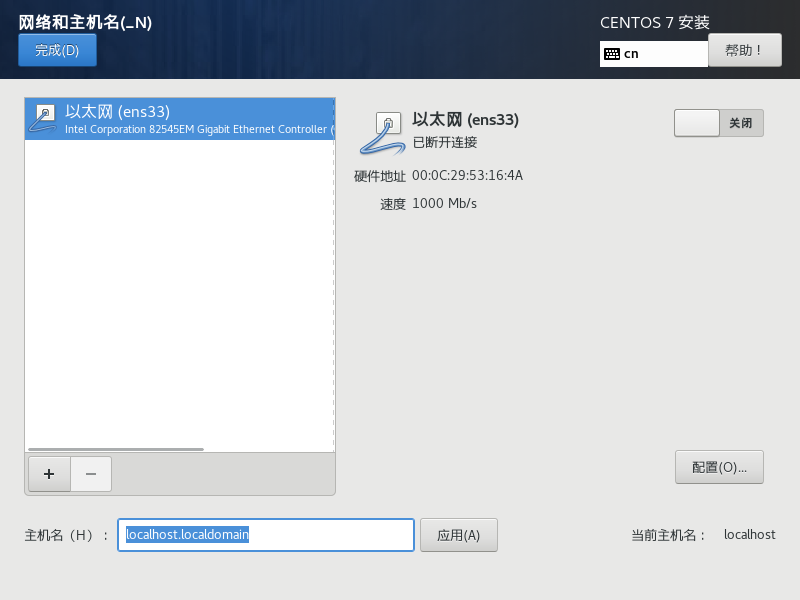 网络和主机名(_N)
CENTOS 7 安装
完成(D)
cn
帮助！
以太网 (ens33)
Intel Corporation 82545EM Gigabit Ethernet Controller (
以太网 (ens33)
已断开连接
关闭
硬件地址 00:0C:29:53:16:4A
速度 1000 Mb/s
+
−
配置(O)...
主机名（H）：
localhost.localdomain
应用(A)
当前主机名： localhost